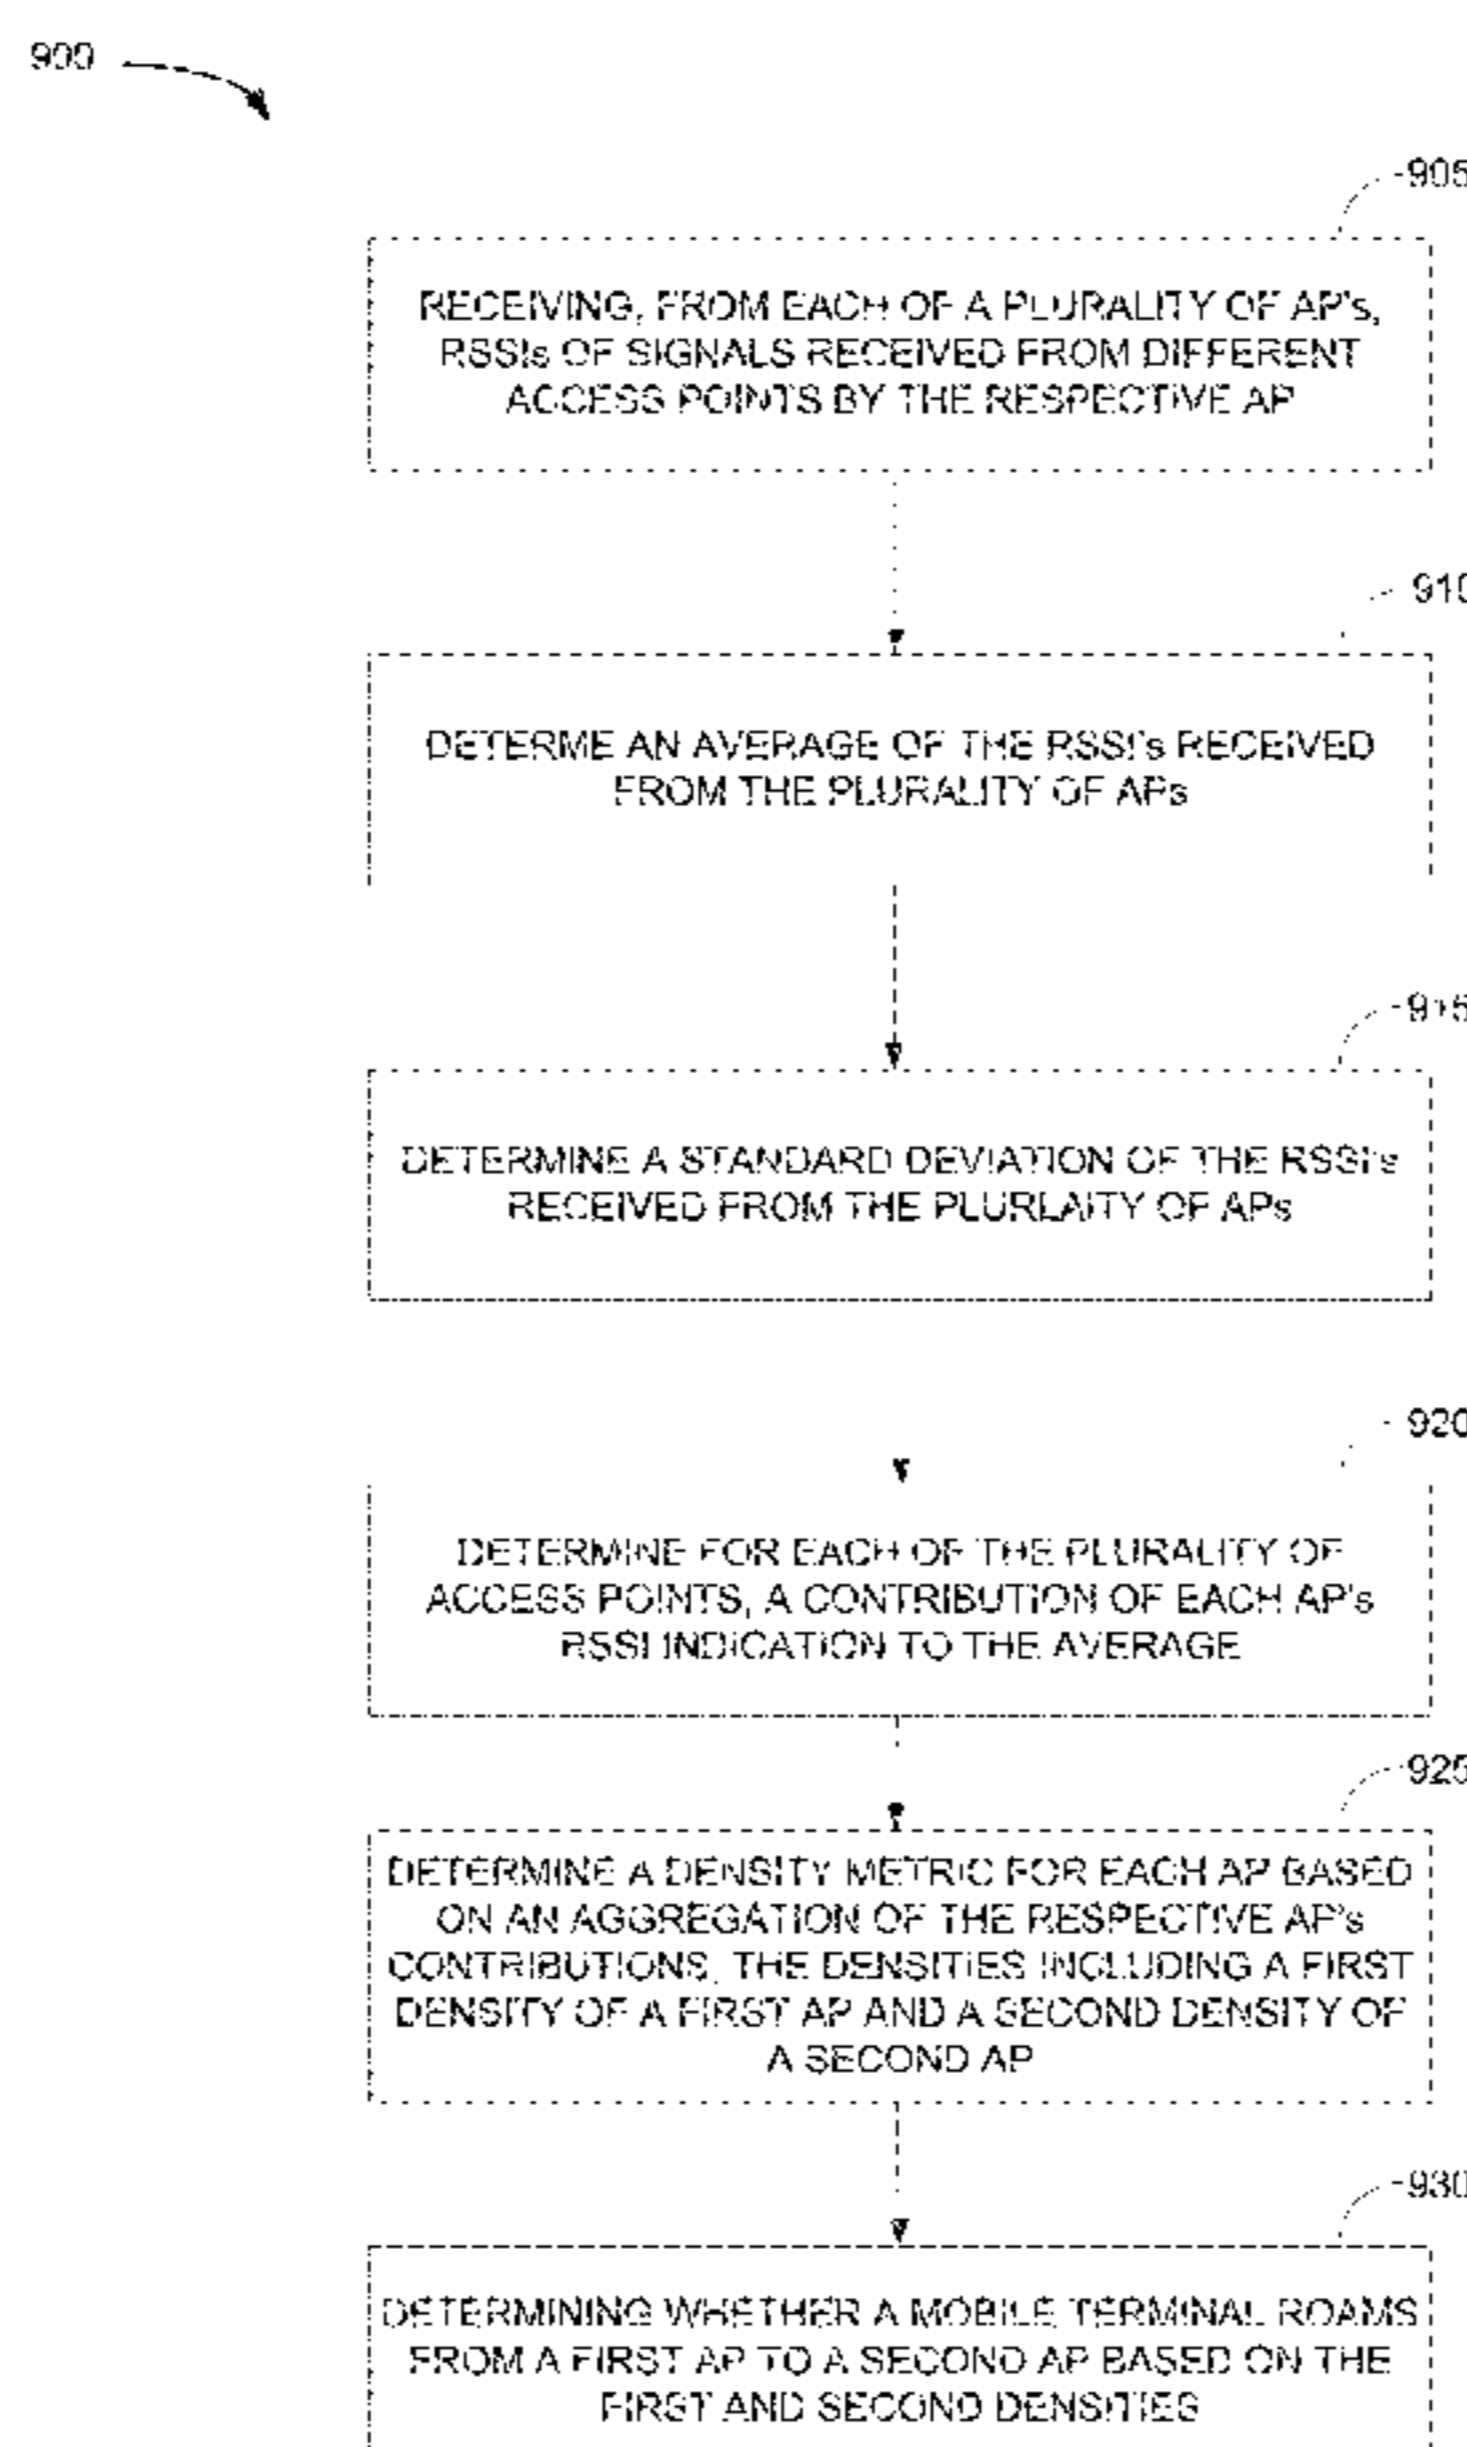 900
905
RECEIVING, FROM EACH OF A PLURALITY OF AP's,
RSSIs OF SIGNALS RECEIVED FROM DIFFERENT
ACCESS POINTS BY THE RESPECTIVE AP
910
DETERME AN AVERAGE OF THE RSSI's RECEIVED
FROM THE PLURALITY OF APs
915
DETERMINE A STANDARD DEVIATION OF THE RSSI's
RECEIVED FROM THE PLURLAITY OF APs
920
DETERMINE FOR EACH OF THE PLURALITY OF
ACCESS POINTS, A CONTRIBUTION OF EACH AP's
RSSI INDICATION TO THE AVERAGE
925
DETERMINE A DENSITY METRIC FOR EACH AP BASED
ON AN AGGREGATION OF THE RESPECTIVE AP's
CONTRIBUTIONS, THE DENSITIES INCLUDING A FIRST
DENSITY OF A FIRST AP AND A SECOND DENSITY OF
A SECOND AP
930
DETERMINING WHETHER A MOBILE TERMINAL ROAMS
FROM A FIRST AP TO A SECOND AP BASED ON THE
FIRST AND SECOND DENSITIES